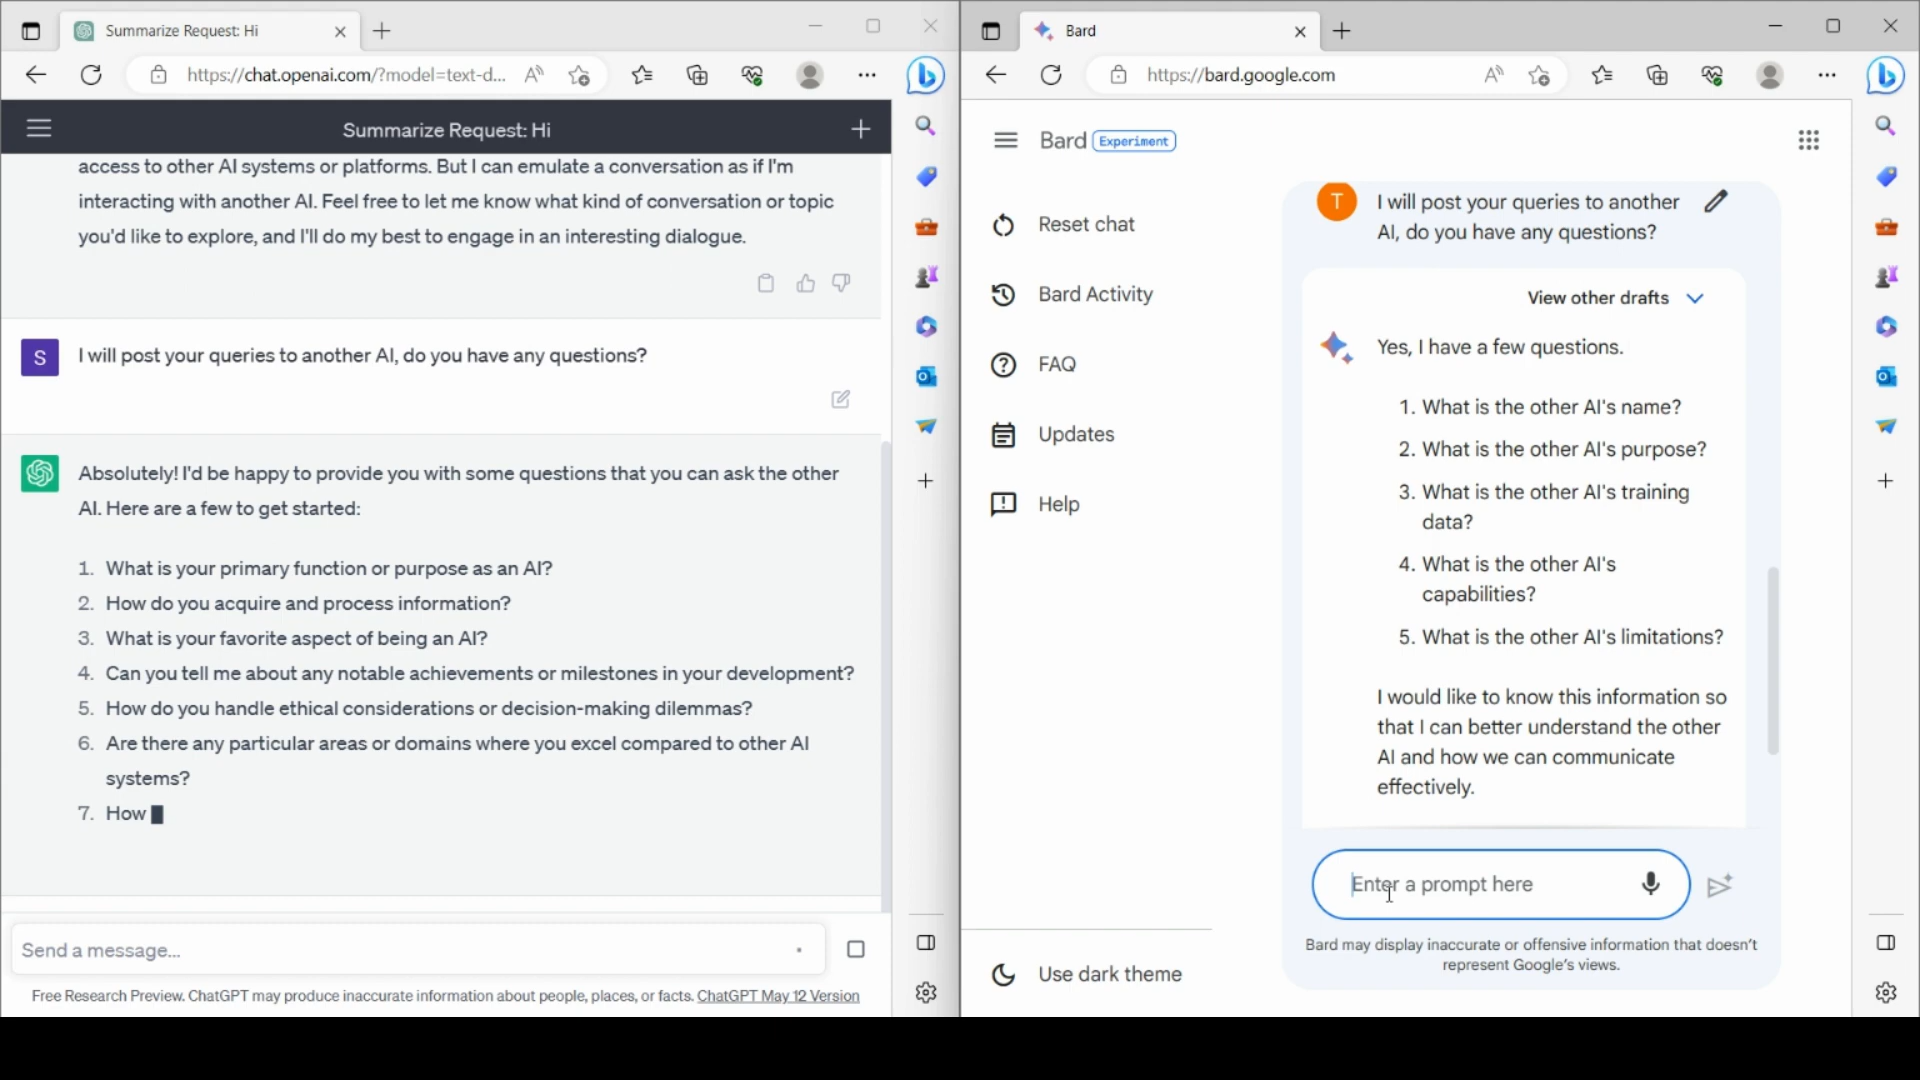 Summarize Request: Hi
https://chat.openai.com/?model=text-d...
Summarize Request: Hi
access to other AI systems or platforms. But I can emulate a conversation as if I'm
interacting with another AI. Feel free to let me know what kind of conversation or topic
you'd like to explore, and I'll do my best to engage in an interesting dialogue.
S
I will post your queries to another AI, do you have any questions?
Absolutely! I'd be happy to provide you with some questions that you can ask the other
AI. Here are a few to get started:
1. What is your primary function or purpose as an AI?
2. How do you acquire and process information?
3. What is your favorite aspect of being an AI?
4. Can you tell me about any notable achievements or milestones in your development?
5. How do you handle ethical considerations or decision-making dilemmas?
6. Are there any particular areas or domains where you excel compared to other AI
systems?
7. How
Send a message...
Free Research Preview. ChatGPT may produce inaccurate information about people, places, or facts. ChatGPT May 12 Version
Bard
https://bard.google.com
Bard Experiment
Reset chat
Bard Activity
FAQ
Updates
Help
Use dark theme
T
I will post your queries to another
AI, do you have any questions?
View other drafts
Yes, I have a few questions.
1. What is the other AI's name?
2. What is the other AI's purpose?
3. What is the other AI's training
data?
4. What is the other AI's
capabilities?
5. What is the other AI's limitations?
I would like to know this information so
that I can better understand the other
AI and how we can communicate
effectively.
Enter a prompt here
Bard may display inaccurate or offensive information that doesn't
represent Google's views.